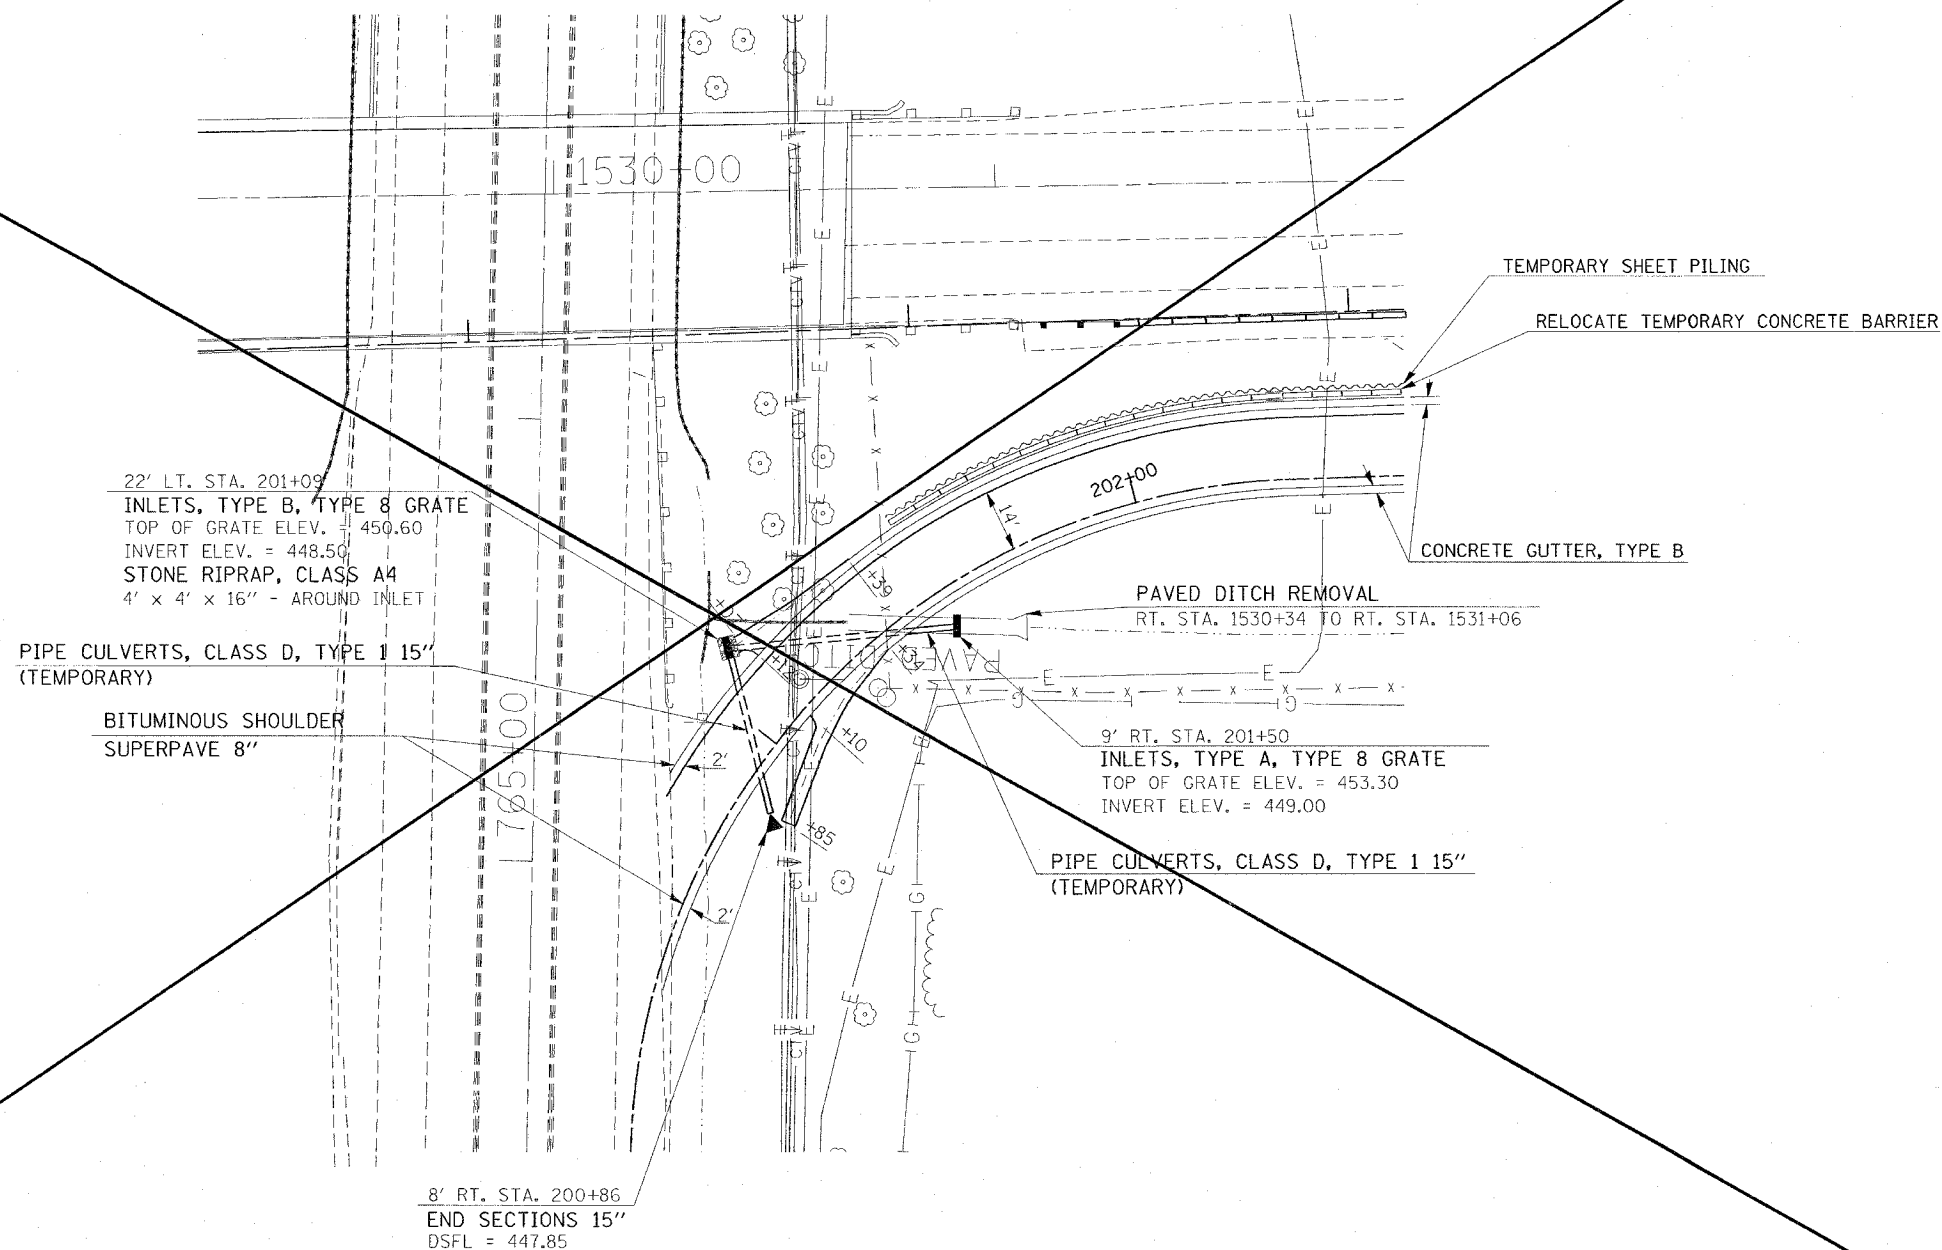 1530+00
TEMPORARY SHEET PILING
RELOCATE TEMPORARY CONCRETE BARRIER
22' LT. STA. 201+09
INLETS, TYPE B, TYPE 8 GRATE
TOP OF GRATE ELEV. = 450.60
INVERT ELEV. = 448.50
STONE RIPRAP, CLASS A4
4' x 4' x 16" - AROUND INLET
202+00
14'
CONCRETE GUTTER, TYPE B
+39
PAVED DITCH REMOVAL
RT. STA. 1530+34 TO RT. STA. 1531+06
PIPE CULVERTS, CLASS D, TYPE 1 15"
(TEMPORARY)
PAVED DITCH
+54
+14
BITUMINOUS SHOULDER
SUPERPAVE 8"
765+00
2'
+10
9' RT. STA. 201+50
INLETS, TYPE A, TYPE 8 GRATE
TOP OF GRATE ELEV. = 453.30
INVERT ELEV. = 449.00
+85
PIPE CULVERTS, CLASS D, TYPE 1 15"
(TEMPORARY)
2'
8' RT. STA. 200+86
END SECTIONS 15"
DSFL = 447.85